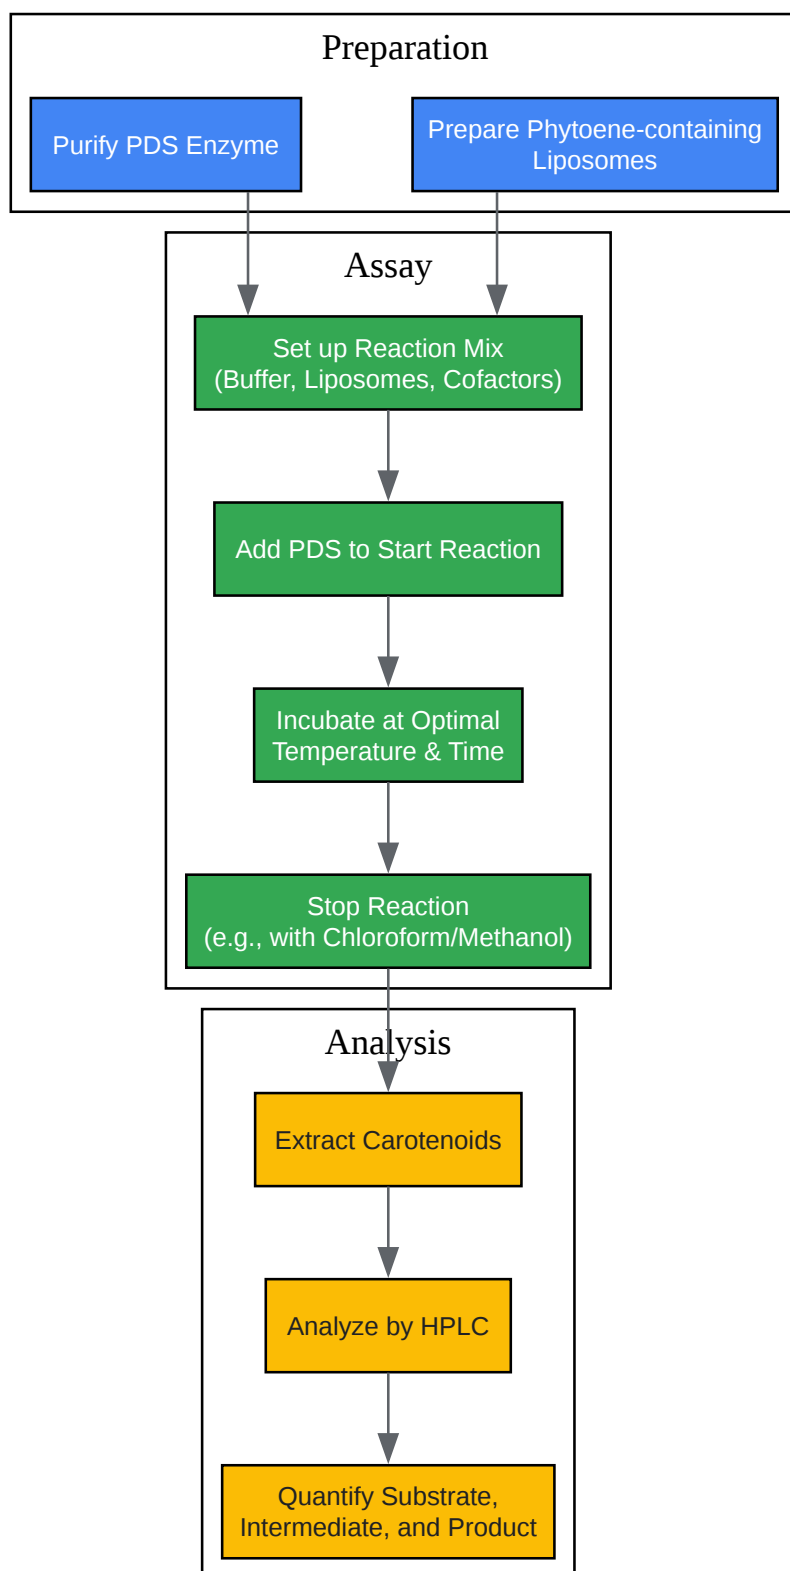 Preparation
Purify PDS Enzyme
Prepare Phytoene-containing
Liposomes
Assay
Set up Reaction Mix
(Buffer, Liposomes, Cofactors)
Add PDS to Start Reaction
Incubate at Optimal
Temperature & Time
Stop Reaction
(e.g., with Chloroform/Methanol)
Analysis
Extract Carotenoids
Analyze by HPLC
Quantify Substrate,
Intermediate, and Product